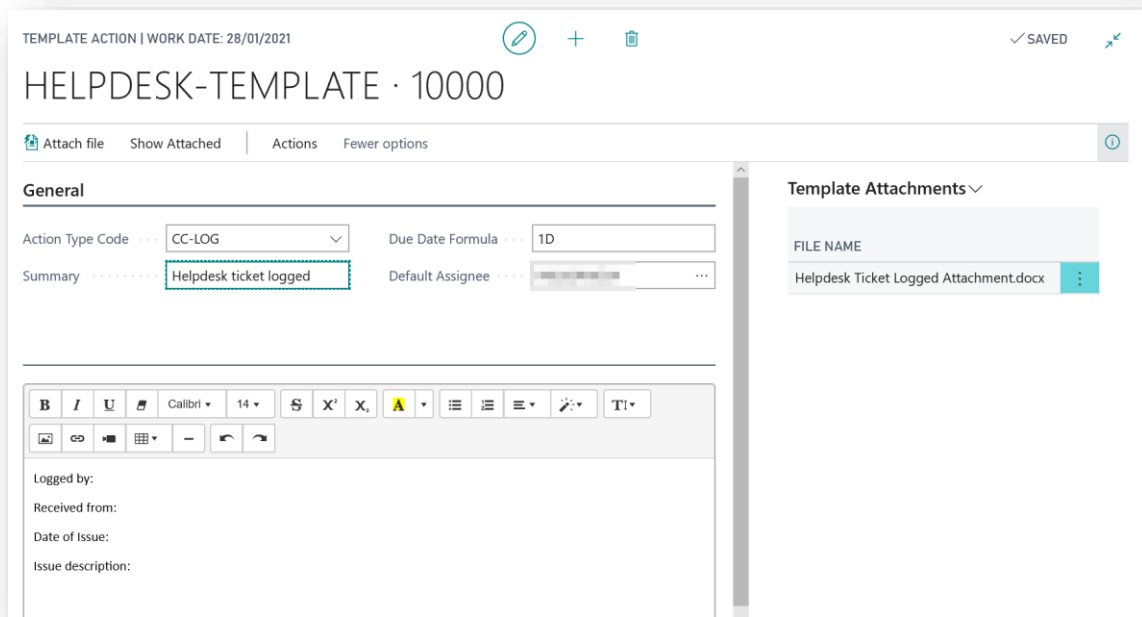 TEMPLATE ACTION | WORK DATE: 28/01/2021
SAVED
HELPDESK-TEMPLATE · 10000
Attach file Show Attached Actions Fewer options
General
Action Type Code CC-LOG Due Date Formula 1D
Summary Helpdesk ticket logged Default Assignee
Template Attachments
FILE NAME
Helpdesk Ticket Logged Attachment.docx
B I U Calibri 14 S X² X, A TI
Logged by:
Received from:
Date of Issue:
Issue description: